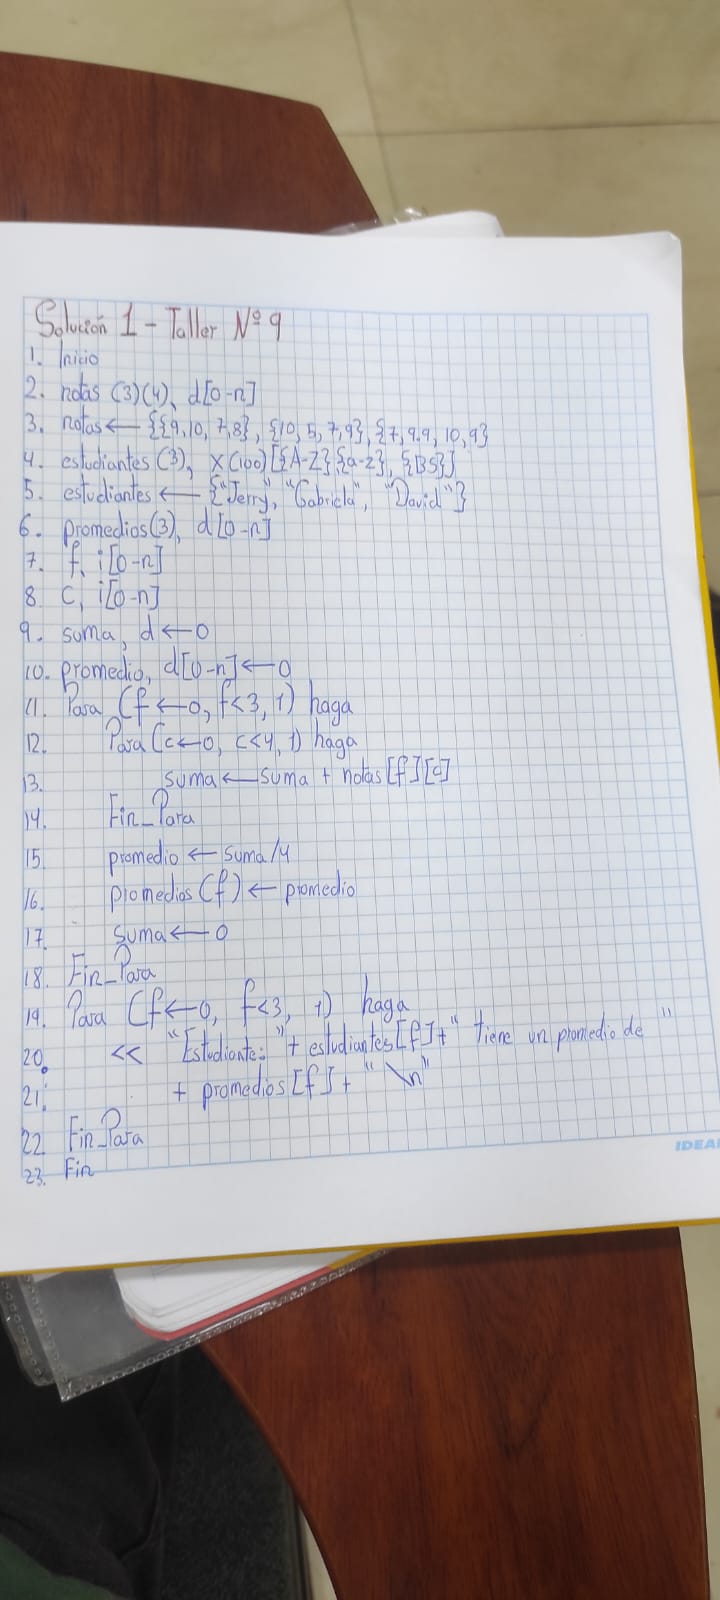 Solución 1 - Taller Nº 9
1. Inicio
2. notas (3)(4), d[0-n]
3. notas ← {{9, 10, 7,8}, {10, 5, 7,9}, {7, 9.9, 10, 9}
4. estudiantes (3), X(100)[{A-Z}{a-z}, {BS}]
5. estudiantes ← {"Jerry", "Gabriela", "David"}
6. promedios(3), d[0-n]
7. f, i[0-n]
8. C, i[0-n]
9. suma, d ← 0
10. promedio, d[0-n] ← 0
11. Para (f ← 0, f<3, 1) haga
12. Para (c ← 0, c<4, 1) haga
13. suma ← suma + notas [f][c]
14. Fin_Para
15. promedio ← suma/4
16. promedios (f) ← promedio
17. suma ← 0
18. Fin_Para
19. Para (f ← 0, f<3, 1) haga
20. << "Estudiante: " + estudiantes[f] + " tiene un promedio de "
21. + promedios [f] + " \n"
22 Fin_Para
23. Fin
IDEAL